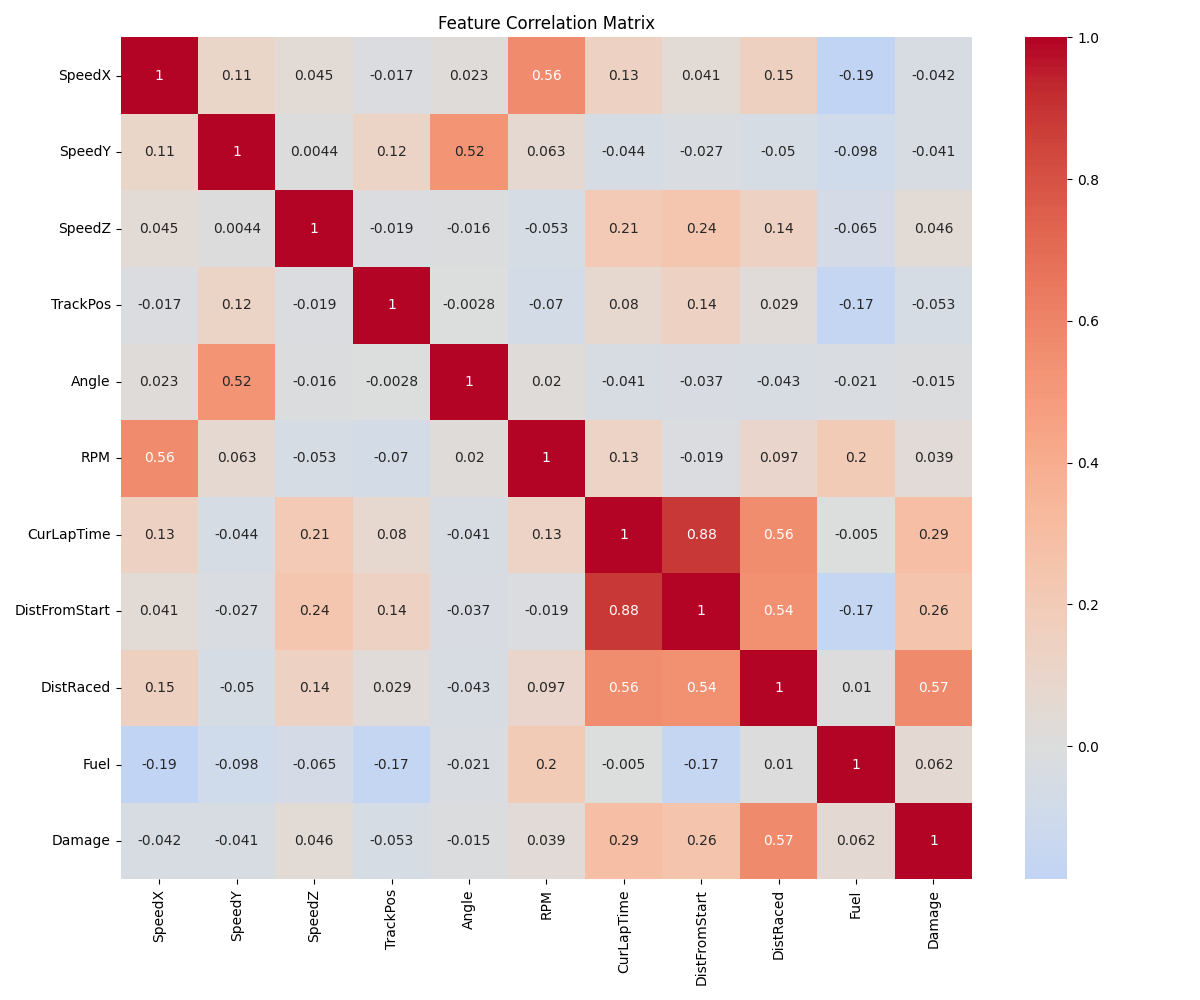 Feature Correlation Matrix
SpeedX 1 0.11 0.045 -0.017 0.023 0.56 0.13 0.041 0.15 -0.19 -0.042
SpeedY 0.11 1 0.0044 0.12 0.52 0.063 -0.044 -0.027 -0.05 -0.098 -0.041
SpeedZ 0.045 0.0044 1 -0.019 -0.016 -0.053 0.21 0.24 0.14 -0.065 0.046
TrackPos -0.017 0.12 -0.019 1 -0.0028 -0.07 0.08 0.14 0.029 -0.17 -0.053
Angle 0.023 0.52 -0.016 -0.0028 1 0.02 -0.041 -0.037 -0.043 -0.021 -0.015
RPM 0.56 0.063 -0.053 -0.07 0.02 1 0.13 -0.019 0.097 0.2 0.039
CurLapTime 0.13 -0.044 0.21 0.08 -0.041 0.13 1 0.88 0.56 -0.005 0.29
DistFromStart 0.041 -0.027 0.24 0.14 -0.037 -0.019 0.88 1 0.54 -0.17 0.26
DistRaced 0.15 -0.05 0.14 0.029 -0.043 0.097 0.56 0.54 1 0.01 0.57
Fuel -0.19 -0.098 -0.065 -0.17 -0.021 0.2 -0.005 -0.17 0.01 1 0.062
Damage -0.042 -0.041 0.046 -0.053 -0.015 0.039 0.29 0.26 0.57 0.062 1
SpeedX SpeedY SpeedZ TrackPos Angle RPM CurLapTime DistFromStart DistRaced Fuel Damage
1.0
0.8
0.6
0.4
0.2
0.0